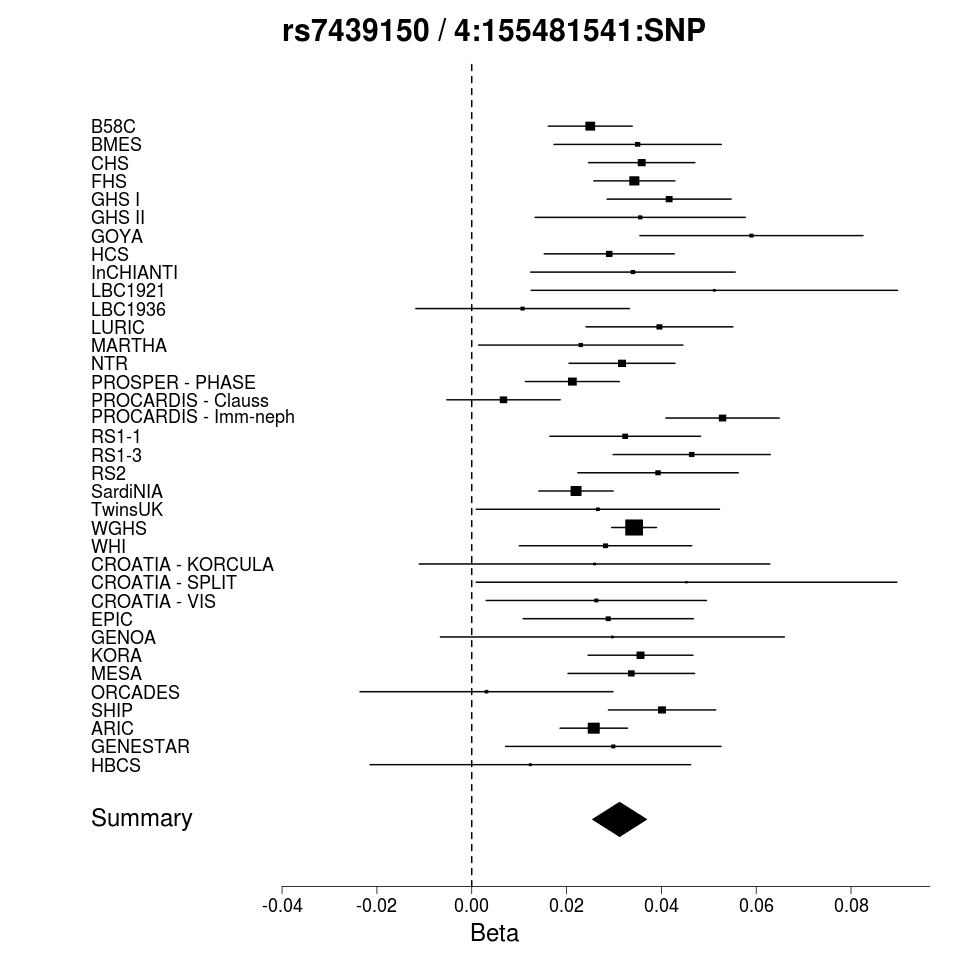 rs7439150 / 4:155481541:SNP
B58C
BMES
CHS
FHS
GHS I
GHS II
GOYA
HCS
InCHIANTI
LBC1921
LBC1936
LURIC
MARTHA
NTR
PROSPER - PHASE
PROCARDIS - Clauss
PROCARDIS - Imm-neph
RS1-1
RS1-3
RS2
SardiNIA
TwinsUK
WGHS
WHI
CROATIA - KORCULA
CROATIA - SPLIT
CROATIA - VIS
EPIC
GENOA
KORA
MESA
ORCADES
SHIP
ARIC
GENESTAR
HBCS
Summary
-0.04 -0.02 0.00 0.02 0.04 0.06 0.08
Beta